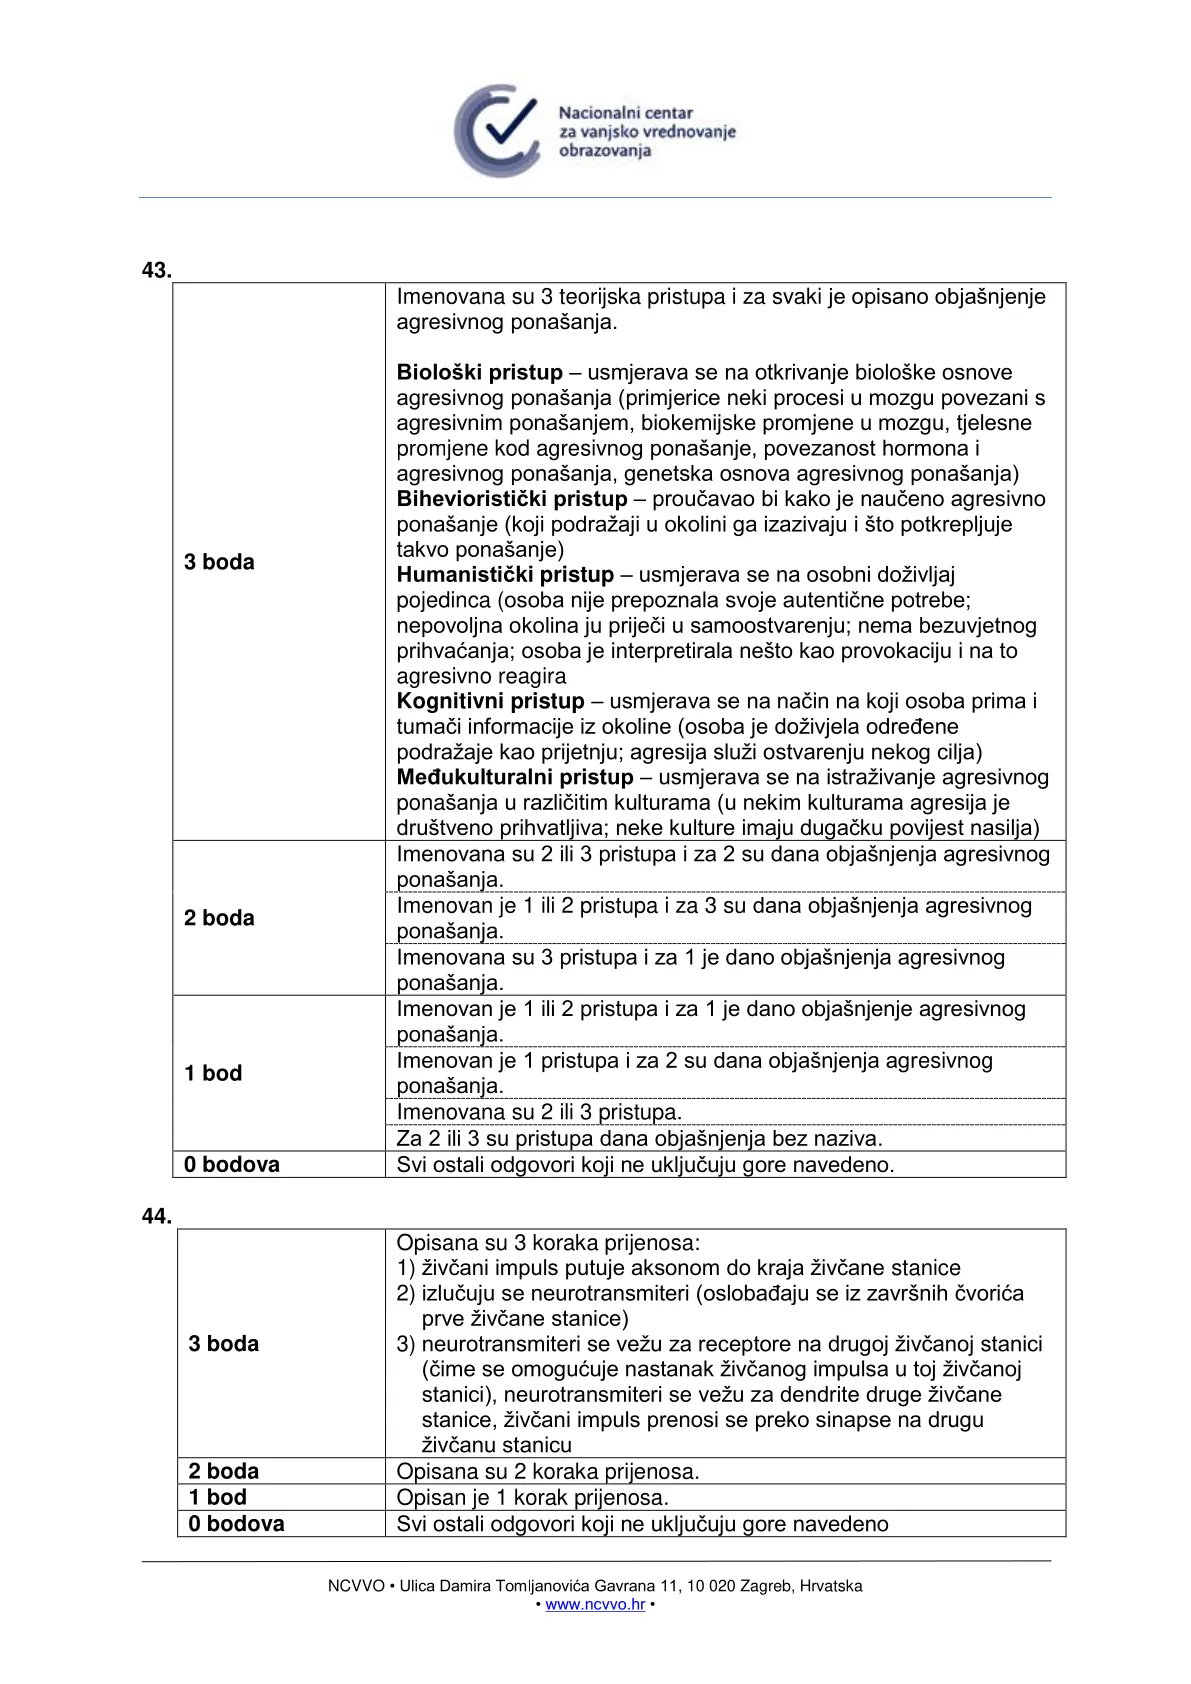 Nacionalni centar
za vanjsko vrednovanje
obrazovanja
43.
3 boda
Imenovana su 3 teorijska pristupa i za svaki je opisano objašnjenje
agresivnog ponašanja.
Biološki pristup – usmjerava se na otkrivanje biološke osnove
agresivnog ponašanja (primjerice neki procesi u mozgu povezani s
agresivnim ponašanjem, biokemijske promjene u mozgu, tjelesne
promjene kod agresivnog ponašanje, povezanost hormona i
agresivnog ponašanja, genetska osnova agresivnog ponašanja)
Bihevioristički pristup – proučavao bi kako je naučeno agresivno
ponašanje (koji podražaji u okolini ga izazivaju i što potkrepljuje
takvo ponašanje)
Humanistički pristup – usmjerava se na osobni doživljaj
pojedinca (osoba nije prepoznala svoje autentične potrebe;
nepovoljna okolina ju priječi u samoostvarenju; nema bezuvjetnog
prihvaćanja; osoba je interpretirala nešto kao provokaciju i na to
agresivno reagira
Kognitivni pristup – usmjerava se na način na koji osoba prima i
tumači informacije iz okoline (osoba je doživjela određene
podražaje kao prijetnju; agresija služi ostvarenju nekog cilja)
Međukulturalni pristup – usmjerava se na istraživanje agresivnog
ponašanja u različitim kulturama (u nekim kulturama agresija je
društveno prihvatljiva; neke kulture imaju dugačku povijest nasilja)
2 boda
Imenovana su 2 ili 3 pristupa i za 2 su dana objašnjenja agresivnog
ponašanja.
Imenovan je 1 ili 2 pristupa i za 3 su dana objašnjenja agresivnog
ponašanja.
Imenovana su 3 pristupa i za 1 je dano objašnjenja agresivnog
ponašanja.
1 bod
Imenovan je 1 ili 2 pristupa i za 1 je dano objašnjenje agresivnog
ponašanja.
Imenovan je 1 pristupa i za 2 su dana objašnjenja agresivnog
ponašanja.
Imenovana su 2 ili 3 pristupa.
Za 2 ili 3 su pristupa dana objašnjenja bez naziva.
0 bodova
Svi ostali odgovori koji ne uključuju gore navedeno.
44.
3 boda
Opisana su 3 koraka prijenosa:
1) živčani impuls putuje aksonom do kraja živčane stanice
2) izlučuju se neurotransmiteri (oslobađaju se iz završnih čvorića
prve živčane stanice)
3) neurotransmiteri se vežu za receptore na drugoj živčanoj stanici
(čime se omogućuje nastanak živčanog impulsa u toj živčanoj
stanici), neurotransmiteri se vežu za dendrite druge živčane
stanice, živčani impuls prenosi se preko sinapse na drugu
živčanu stanicu
2 boda
Opisana su 2 koraka prijenosa.
1 bod
Opisan je 1 korak prijenosa.
0 bodova
Svi ostali odgovori koji ne uključuju gore navedeno
NCVVO • Ulica Damira Tomljanovića Gavrana 11, 10 020 Zagreb, Hrvatska
• www.ncvvo.hr •